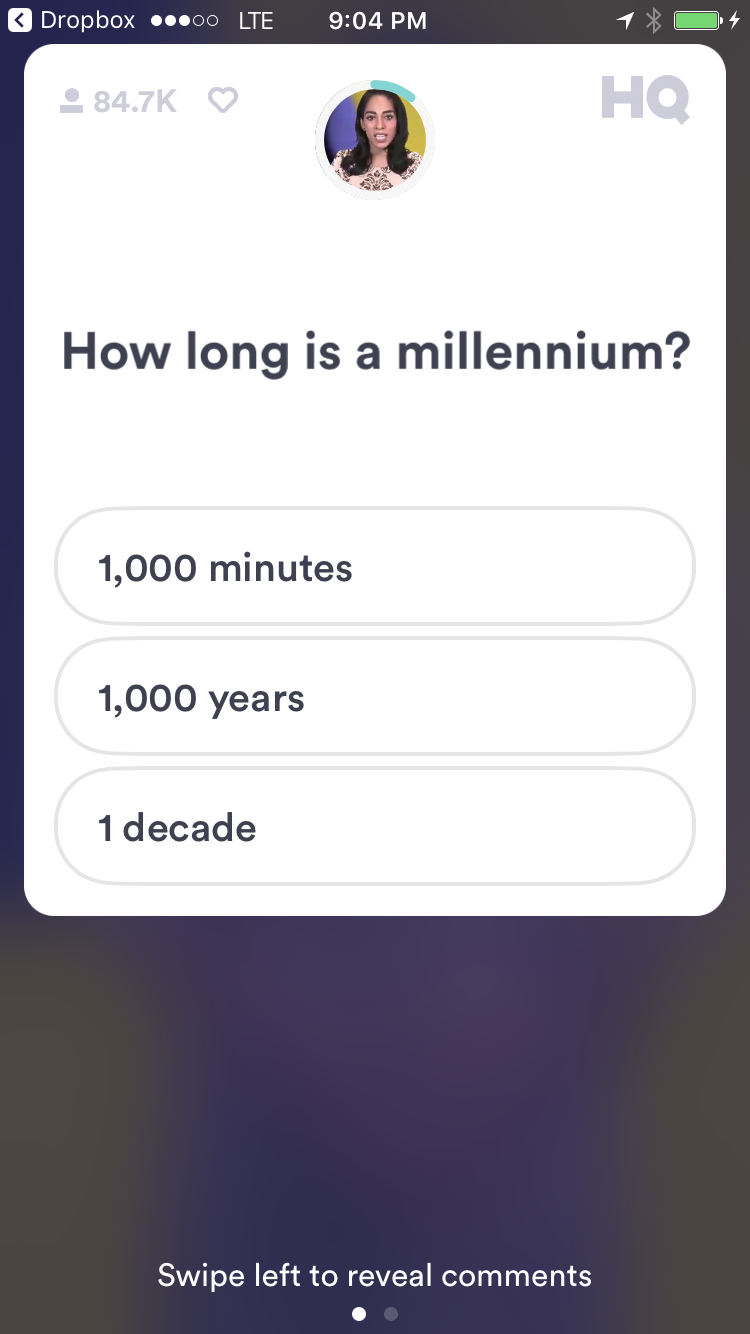 Dropbox LTE 9:04 PM
84.7K HQ
How long is a millennium?
1,000 minutes
1,000 years
1 decade
Swipe left to reveal comments